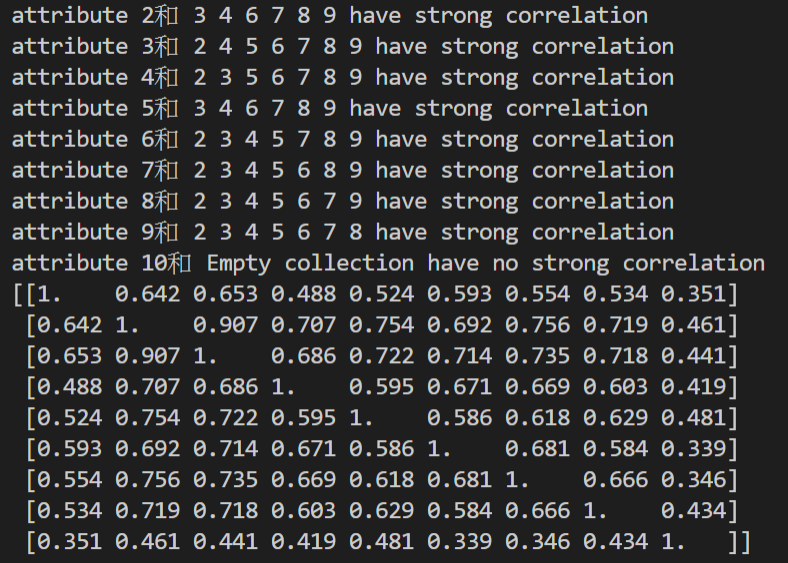 attribute 2和 3 4 6 7 8 9 have strong correlation
attribute 3和 2 4 5 6 7 8 9 have strong correlation
attribute 4和 2 3 5 6 7 8 9 have strong correlation
attribute 5和 3 4 6 7 8 9 have strong correlation
attribute 6和 2 3 4 5 7 8 9 have strong correlation
attribute 7和 2 3 4 5 6 8 9 have strong correlation
attribute 8和 2 3 4 5 6 7 9 have strong correlation
attribute 9和 2 3 4 5 6 7 8 have strong correlation
attribute 10和 Empty collection have no strong correlation
[[1.    0.642 0.653 0.488 0.524 0.593 0.554 0.534 0.351]
 [0.642 1.    0.907 0.707 0.754 0.692 0.756 0.719 0.461]
 [0.653 0.907 1.    0.686 0.722 0.714 0.735 0.718 0.441]
 [0.488 0.707 0.686 1.    0.595 0.671 0.669 0.603 0.419]
 [0.524 0.754 0.722 0.595 1.    0.586 0.618 0.629 0.481]
 [0.593 0.692 0.714 0.671 0.586 1.    0.681 0.584 0.339]
 [0.554 0.756 0.735 0.669 0.618 0.681 1.    0.666 0.346]
 [0.534 0.719 0.718 0.603 0.629 0.584 0.666 1.    0.434]
 [0.351 0.461 0.441 0.419 0.481 0.339 0.346 0.434 1.   ]]